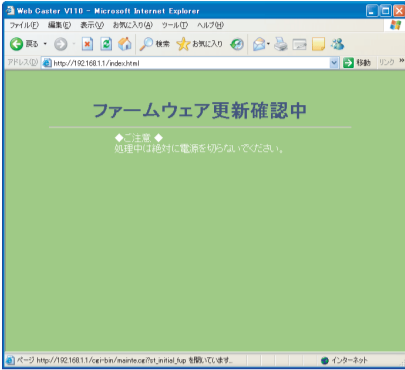 Web Caster V110 - Microsoft Internet Explorer
ファイル(F) 編集(E) 表示(V) お気に入り(A) ツール(T) ヘルプ(H)
戻る 検索 お気に入り
アドレス(D) http://192.168.1.1/index.html 移動 リンク »
ファームウェア更新確認中
◆ご注意◆
処理中は絶対に電源を切らないでください。
ページ http://192.168.1.1/cgi-bin/mainte.cgi?st_initial_fup を開いています... インターネット